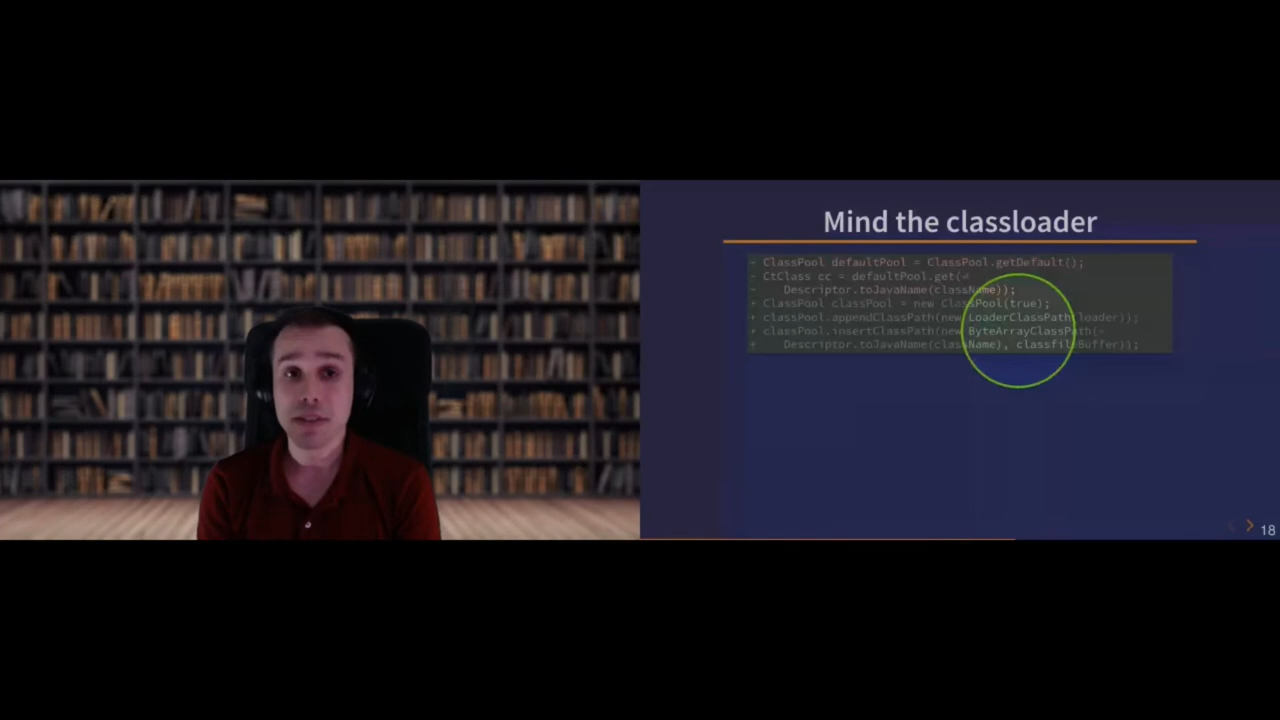 Mind the classloader
- ClassPool defaultPool = ClassPool.getDefault();
- CtClass cc = defaultPool.get(
-     Descriptor.toJavaName(className));
+ ClassPool classPool = new ClassPool(true);
+ classPool.appendClassPath(new LoaderClassPath(loader));
+ classPool.insertClassPath(new ByteArrayClassPath(
+     Descriptor.toJavaName(className), classfileBuffer));
18